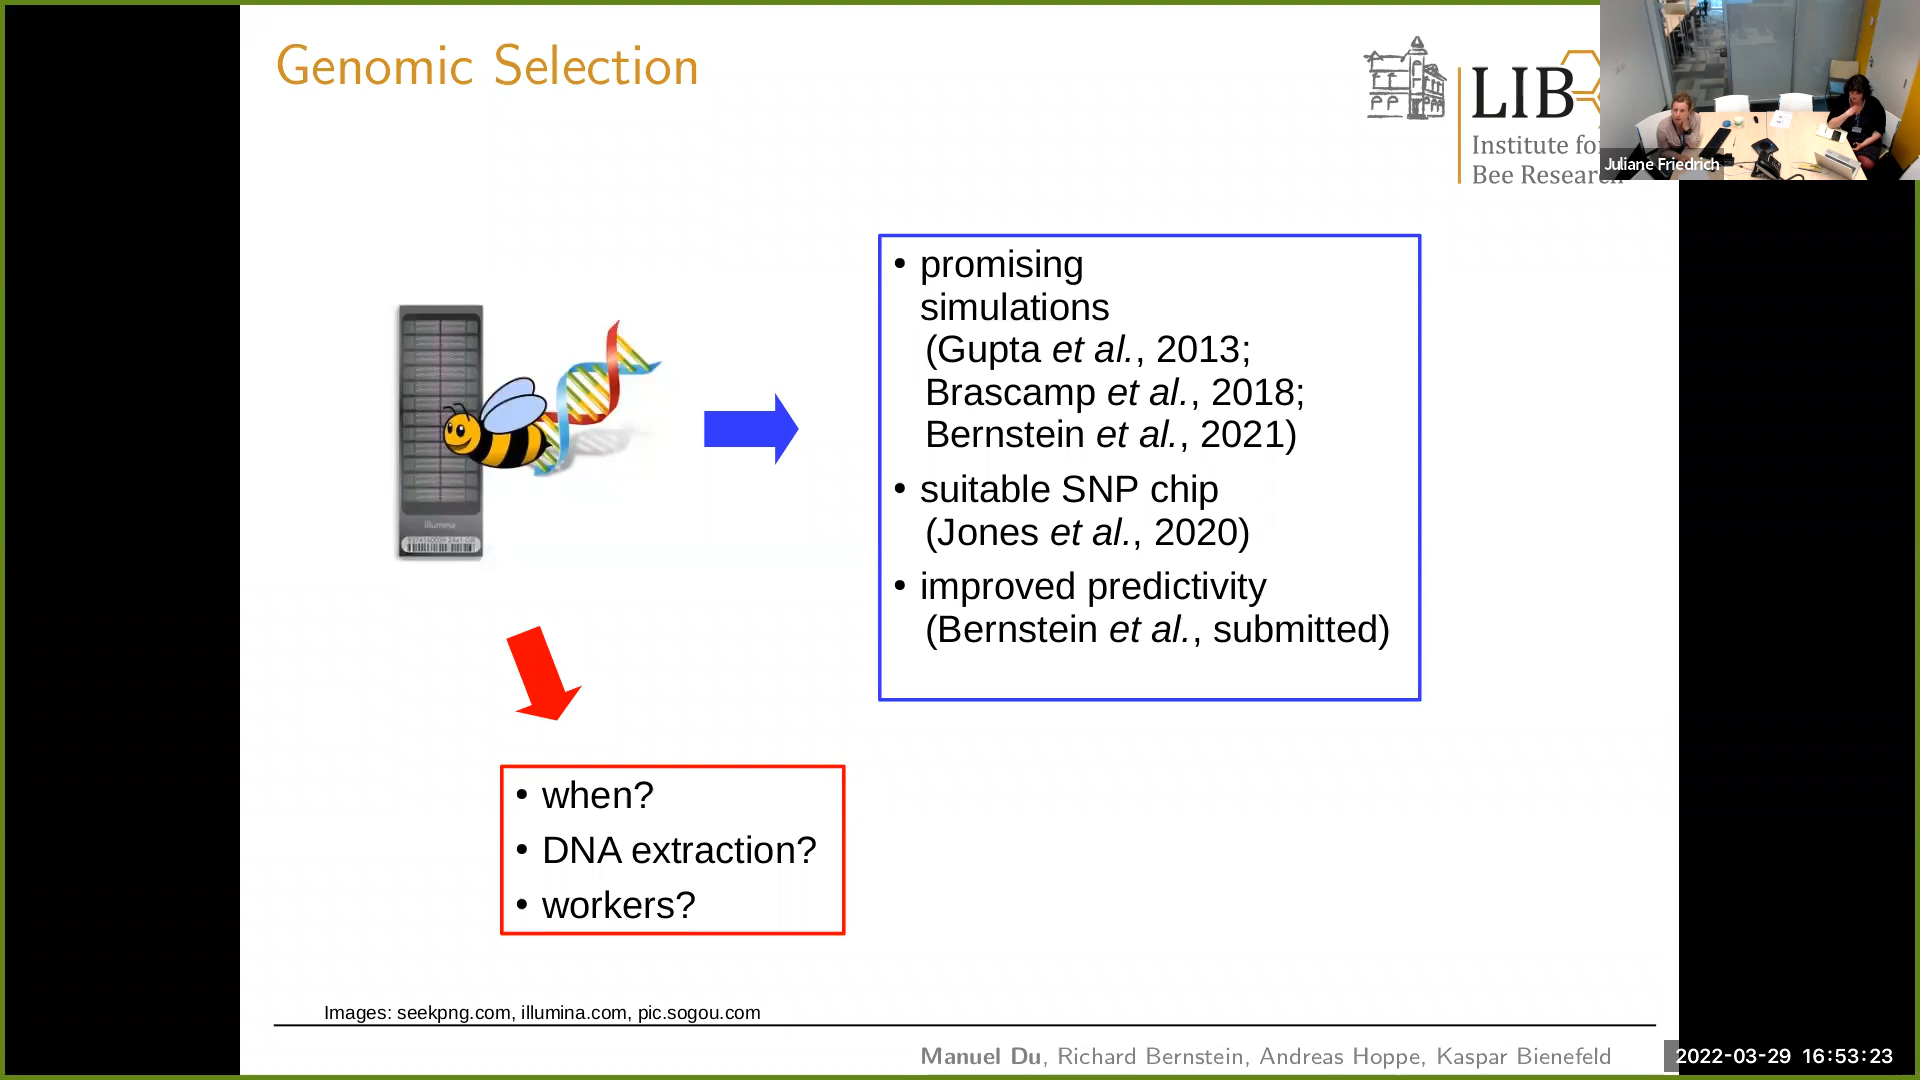 Genomic Selection
LIB
Institute for
Bee Research
Juliane Friedrich
• promising
simulations
(Gupta et al., 2013;
Brascamp et al., 2018;
Bernstein et al., 2021)
• suitable SNP chip
(Jones et al., 2020)
• improved predictivity
(Bernstein et al., submitted)
illumina
• when?
• DNA extraction?
• workers?
Images: seekpng.com, illumina.com, pic.sogou.com
Manuel Du, Richard Bernstein, Andreas Hoppe, Kaspar Bienefeld
2022-03-29 16:53:23